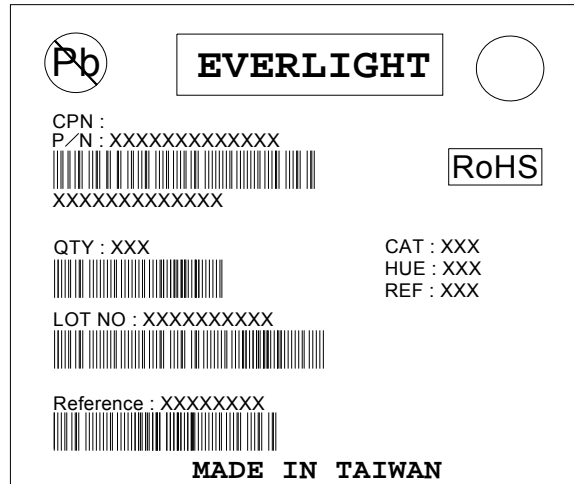 Pb
EVERLIGHT
CPN :
P/N : XXXXXXXXXXXXX
RoHS
XXXXXXXXXXXXX
QTY : XXX
CAT : XXX
HUE : XXX
REF : XXX
LOT NO : XXXXXXXXXX
Reference : XXXXXXXX
MADE IN TAIWAN